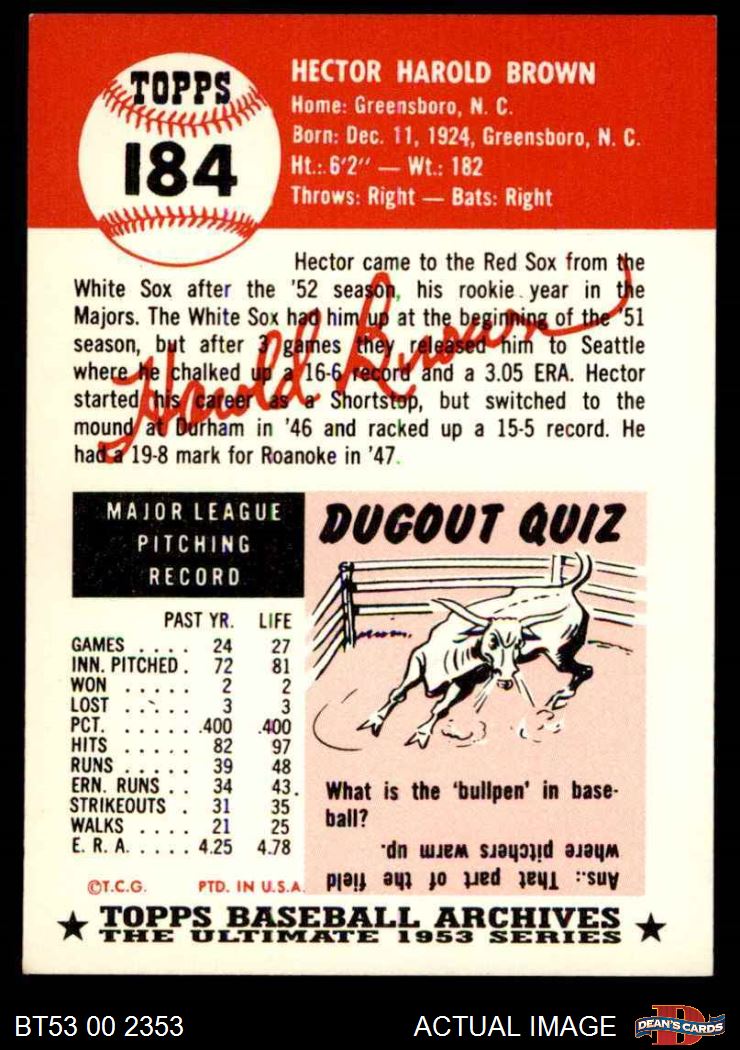 TOPPS
184
HECTOR HAROLD BROWN
Home: Greensboro, N. C.
Born: Dec. 11, 1924, Greensboro, N. C.
Ht.: 6'2" — Wt.: 182
Throws: Right — Bats: Right
Hector came to the Red Sox from the
White Sox after the '52 season, his rookie year in the
Majors. The White Sox had him up at the beginning of the '51
season, but after 3 games they released him to Seattle
where he chalked up a 16-6 record and a 3.05 ERA. Hector
started his career as a Shortstop, but switched to the
mound at Durham in '46 and racked up a 15-5 record. He
had a 19-8 mark for Roanoke in '47.
Harold Brown
MAJOR LEAGUE
PITCHING
RECORD
PAST YR. LIFE
GAMES . . . . 24 27
INN. PITCHED . 72 81
WON . . . . . 2 2
LOST . . . . 3 3
PCT. . . . . . .400 .400
HITS . . . . . 82 97
RUNS . . . . . 39 48
ERN. RUNS . . 34 43.
STRIKEOUTS . 31 35
WALKS . . . . 21 25
E. R. A. . . . . 4.25 4.78
©T.C.G. PTD. IN U.S.A.
DUGOUT QUIZ
What is the 'bullpen' in base-
ball?
Ans.: That part of the field
where pitchers warm up.
★ TOPPS BASEBALL ARCHIVES ★
THE ULTIMATE 1953 SERIES
BT53 00 2353
ACTUAL IMAGE
DEAN'S CARDS